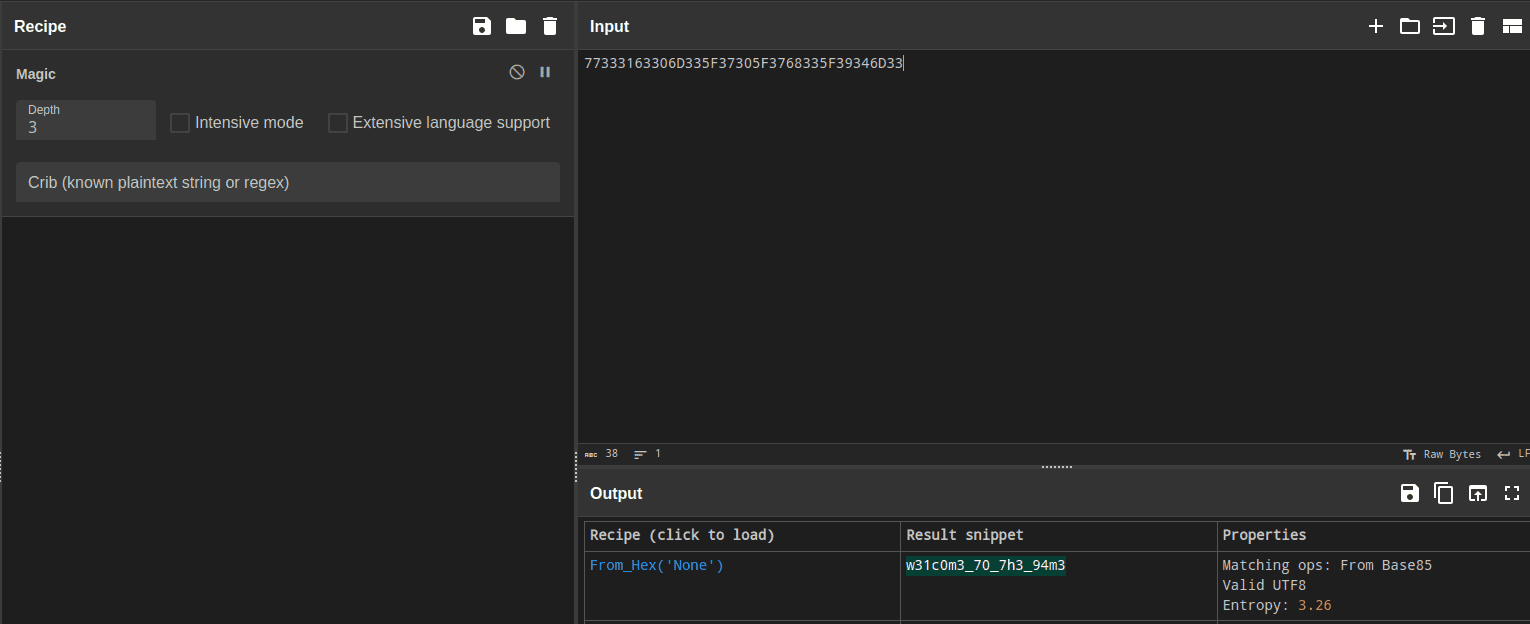 Recipe
Magic
Depth
3
Intensive mode
Extensive language support
Crib (known plaintext string or regex)
Input
77333163306D335F37305F3768335F39346D33
ABC 38 1
Raw Bytes LF
Output
Recipe (click to load) Result snippet Properties
From_Hex('None') w31c0m3_70_7h3_94m3 Matching ops: From Base85
Valid UTF8
Entropy: 3.26